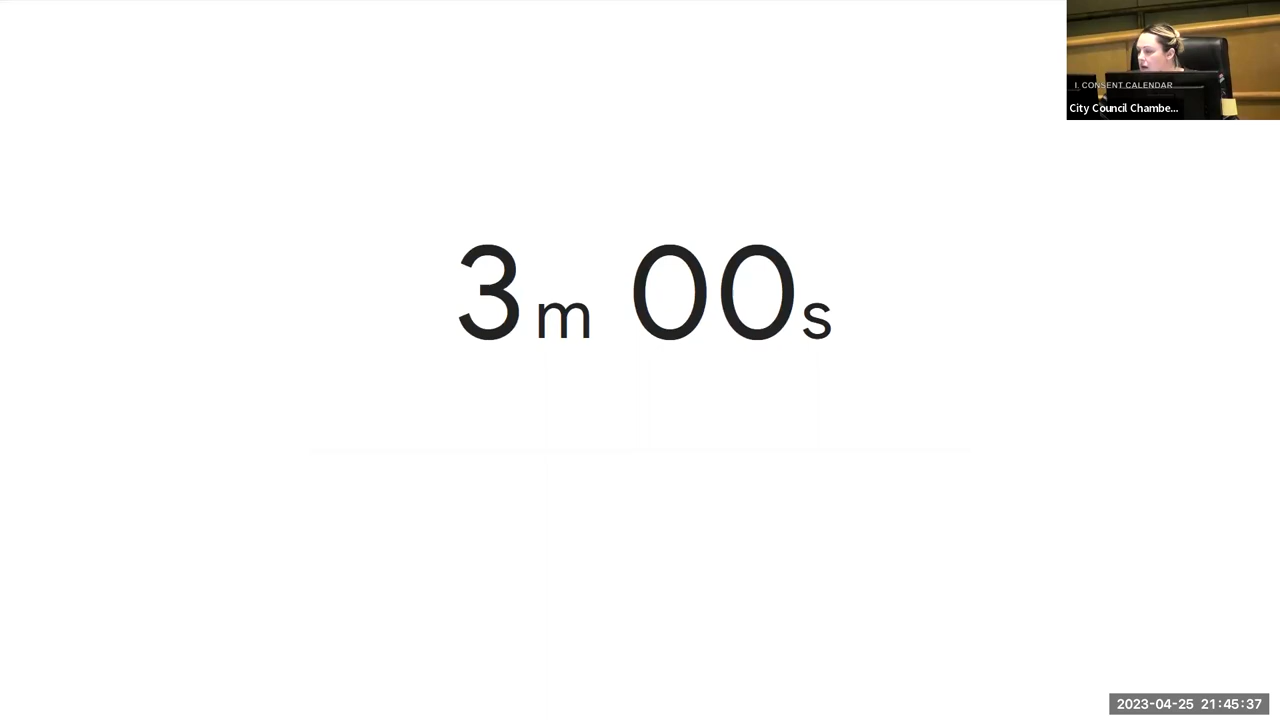 I. CONSENT CALENDAR
City Council Chambe...
3m 00s
2023-04-25 21:45:37